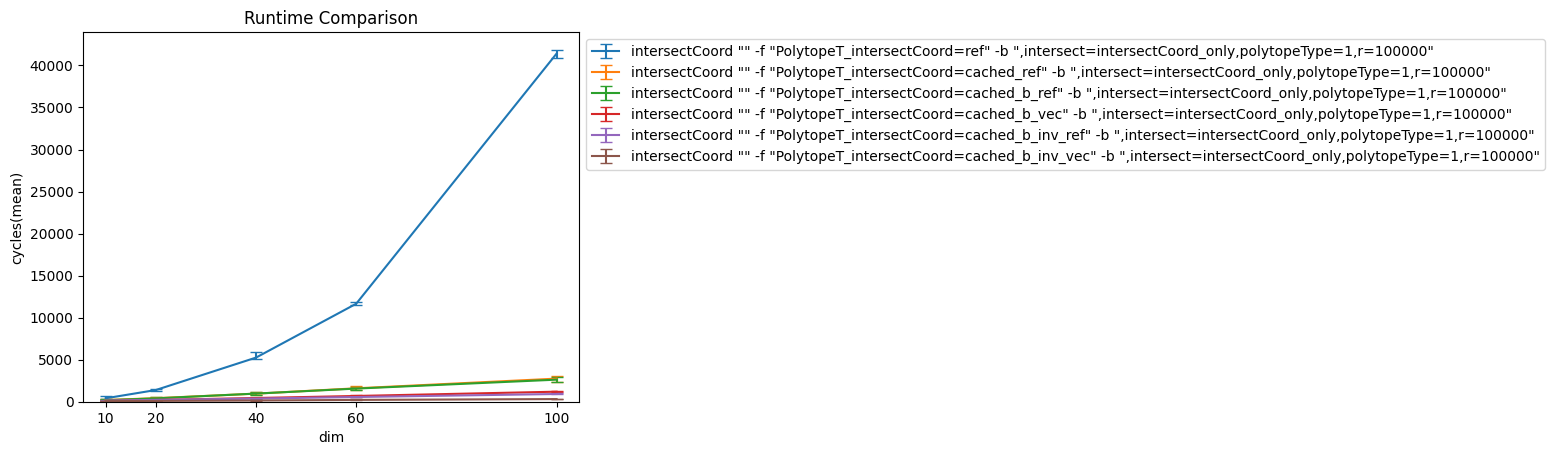 Runtime Comparison
cycles(mean)
40000
35000
30000
25000
20000
15000
10000
5000
0
10 20 40 60 100
dim
intersectCoord "" -f "PolytopeT_intersectCoord=ref" -b ",intersect=intersectCoord_only,polytopeType=1,r=100000"
intersectCoord "" -f "PolytopeT_intersectCoord=cached_ref" -b ",intersect=intersectCoord_only,polytopeType=1,r=100000"
intersectCoord "" -f "PolytopeT_intersectCoord=cached_b_ref" -b ",intersect=intersectCoord_only,polytopeType=1,r=100000"
intersectCoord "" -f "PolytopeT_intersectCoord=cached_b_vec" -b ",intersect=intersectCoord_only,polytopeType=1,r=100000"
intersectCoord "" -f "PolytopeT_intersectCoord=cached_b_inv_ref" -b ",intersect=intersectCoord_only,polytopeType=1,r=100000"
intersectCoord "" -f "PolytopeT_intersectCoord=cached_b_inv_vec" -b ",intersect=intersectCoord_only,polytopeType=1,r=100000"